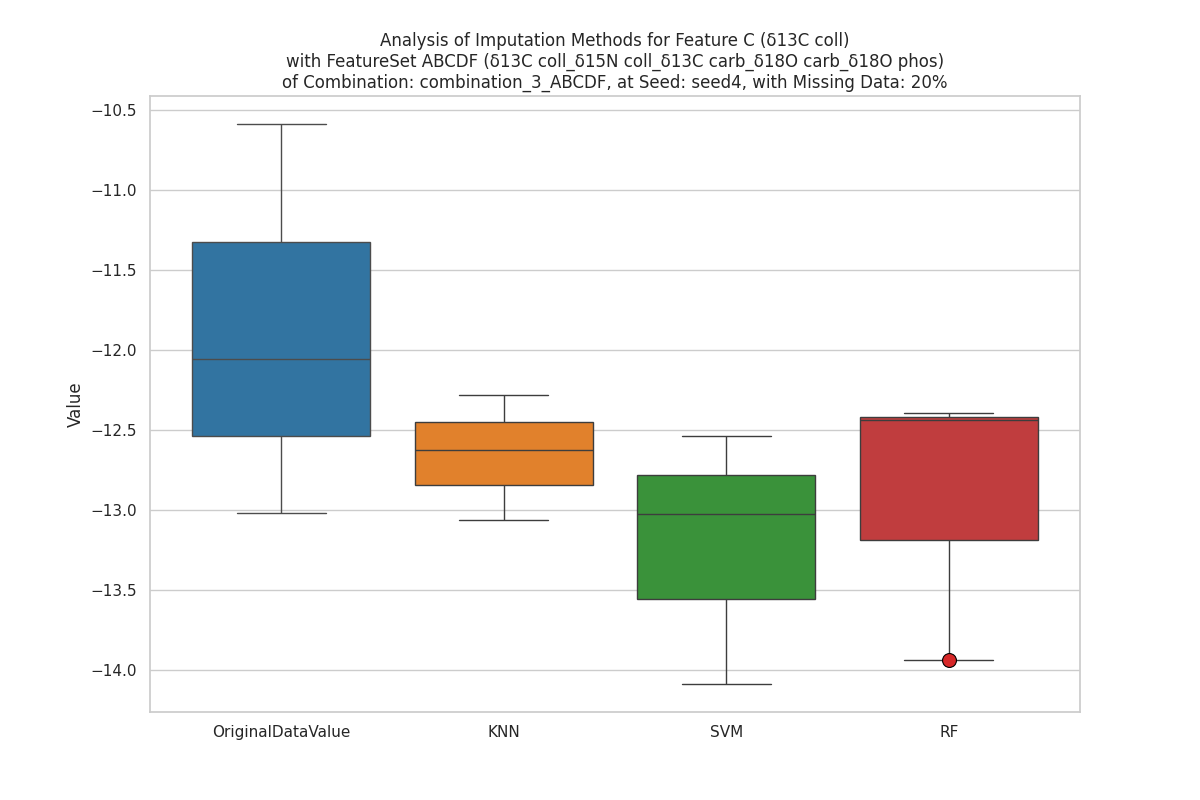 Analysis of Imputation Methods for Feature C (δ13C coll)
with FeatureSet ABCDF (δ13C coll_δ15N coll_δ13C carb_δ18O carb_δ18O phos)
of Combination: combination_3_ABCDF, at Seed: seed4, with Missing Data: 20%
−10.5
−11.0
−11.5
−12.0
−12.5
−13.0
−13.5
−14.0
Value
OriginalDataValue
KNN
SVM
RF